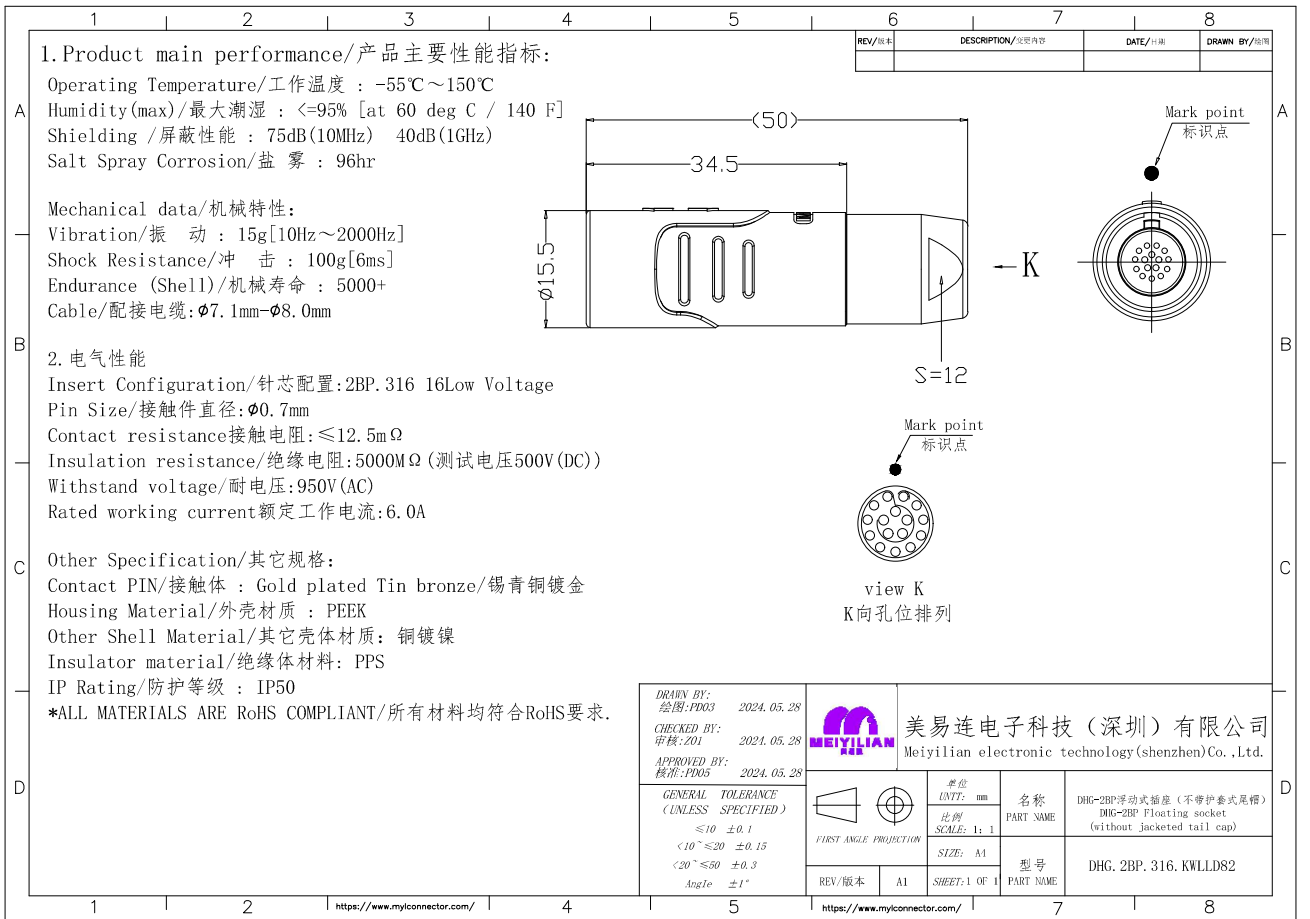 1 2 3 4 5 6 7 8
REV/版本 DESCRIPTION/变更内容 DATE/日期 DRAWN BY/绘图
1.Product main performance/产品主要性能指标:
Operating Temperature/工作温度 : -55℃～150℃
Humidity(max)/最大潮湿 : <=95% [at 60 deg C / 140 F]
Shielding /屏蔽性能 : 75dB(10MHz) 40dB(1GHz)
Salt Spray Corrosion/盐 雾 : 96hr
Mechanical data/机械特性:
Vibration/振 动 : 15g[10Hz～2000Hz]
Shock Resistance/冲 击 : 100g[6ms]
Endurance (Shell)/机械寿命 : 5000+
Cable/配接电缆:Φ7.1mm-Φ8.0mm
2.电气性能
Insert Configuration/针芯配置:2BP.316 16Low Voltage
Pin Size/接触件直径:Φ0.7mm
Contact resistance接触电阻:≤12.5mΩ
Insulation resistance/绝缘电阻:5000MΩ(测试电压500V(DC))
Withstand voltage/耐电压:950V(AC)
Rated working current额定工作电流:6.0A
Other Specification/其它规格:
Contact PIN/接触体 : Gold plated Tin bronze/锡青铜镀金
Housing Material/外壳材质 : PEEK
Other Shell Material/其它壳体材质: 铜镀镍
Insulator material/绝缘体材料: PPS
IP Rating/防护等级 : IP50
*ALL MATERIALS ARE RoHS COMPLIANT/所有材料均符合RoHS要求.
A
B
C
D
(50)
34.5
Φ15.5
K
S=12
Mark point
标识点
Mark point
标识点
view K
K向孔位排列
A
B
C
D
DRAWN BY:
绘图:PD03 2024.05.28
CHECKED BY:
审核:Z01 2024.05.28
APPROVED BY:
核准:PD05 2024.05.28
GENERAL TOLERANCE
(UNLESS SPECIFIED)
≤10 ±0.1
<10~≤20 ±0.15
<20~≤50 ±0.3
Angle ±1°
MEIYILIAN
美易连
美易连电子科技（深圳）有限公司
Meiyilian electronic technology(shenzhen)Co.,Ltd.
FIRST ANGLE PROJECTION
REV/版本 A1
单位
UNTT: mm
比例
SCALE: 1: 1
SIZE: A4
SHEET:1 OF 1
名称
PART NAME
DHG-2BP浮动式插座（不带护套式尾帽）
DHG-2BP Floating socket
(without jacketed tail cap)
型号
PART NAME
DHG.2BP.316.KWLLD82
1 2 https://www.mylconnector.com/ 4 5 https://www.mylconnector.com/ 7 8